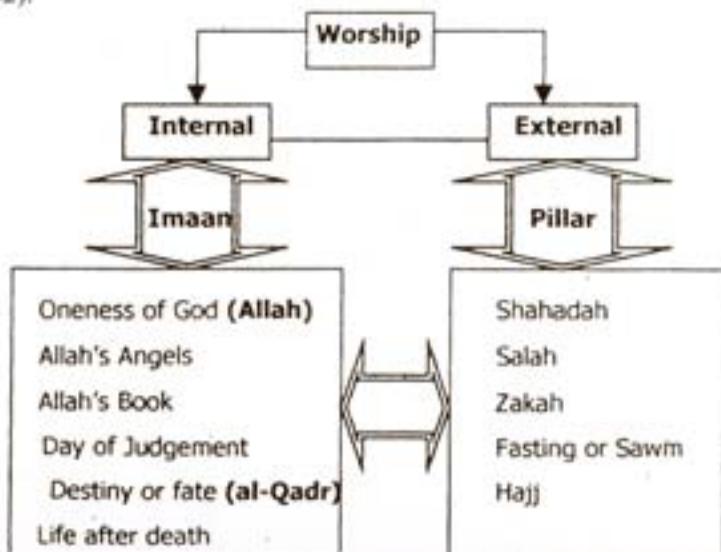 Worship
Internal
External
Imaan
Pillar
Oneness of God (Allah)
Allah's Angels
Allah's Book
Day of Judgement
Destiny or fate (al-Qadr)
Life after death
Shahadah
Salah
Zakah
Fasting or Sawm
Hajj